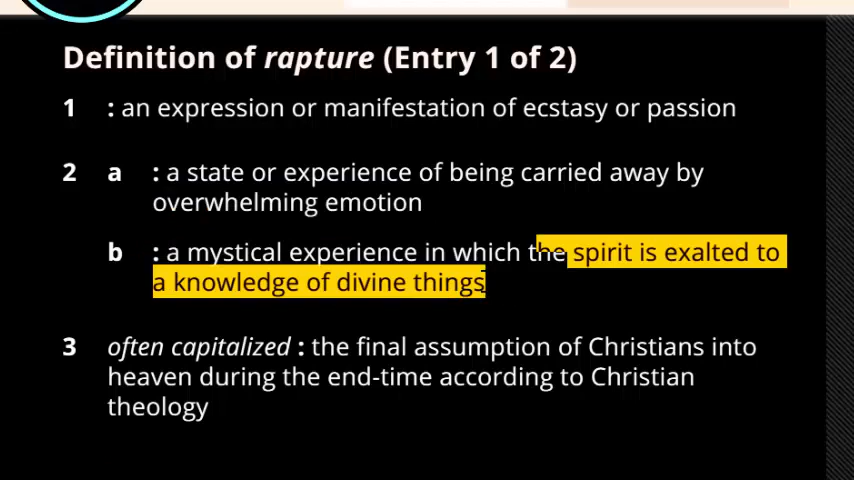 Definition of rapture (Entry 1 of 2)
1 : an expression or manifestation of ecstasy or passion
2 a : a state or experience of being carried away by
overwhelming emotion
b : a mystical experience in which the spirit is exalted to
a knowledge of divine things
3 often capitalized : the final assumption of Christians into
heaven during the end-time according to Christian
theology